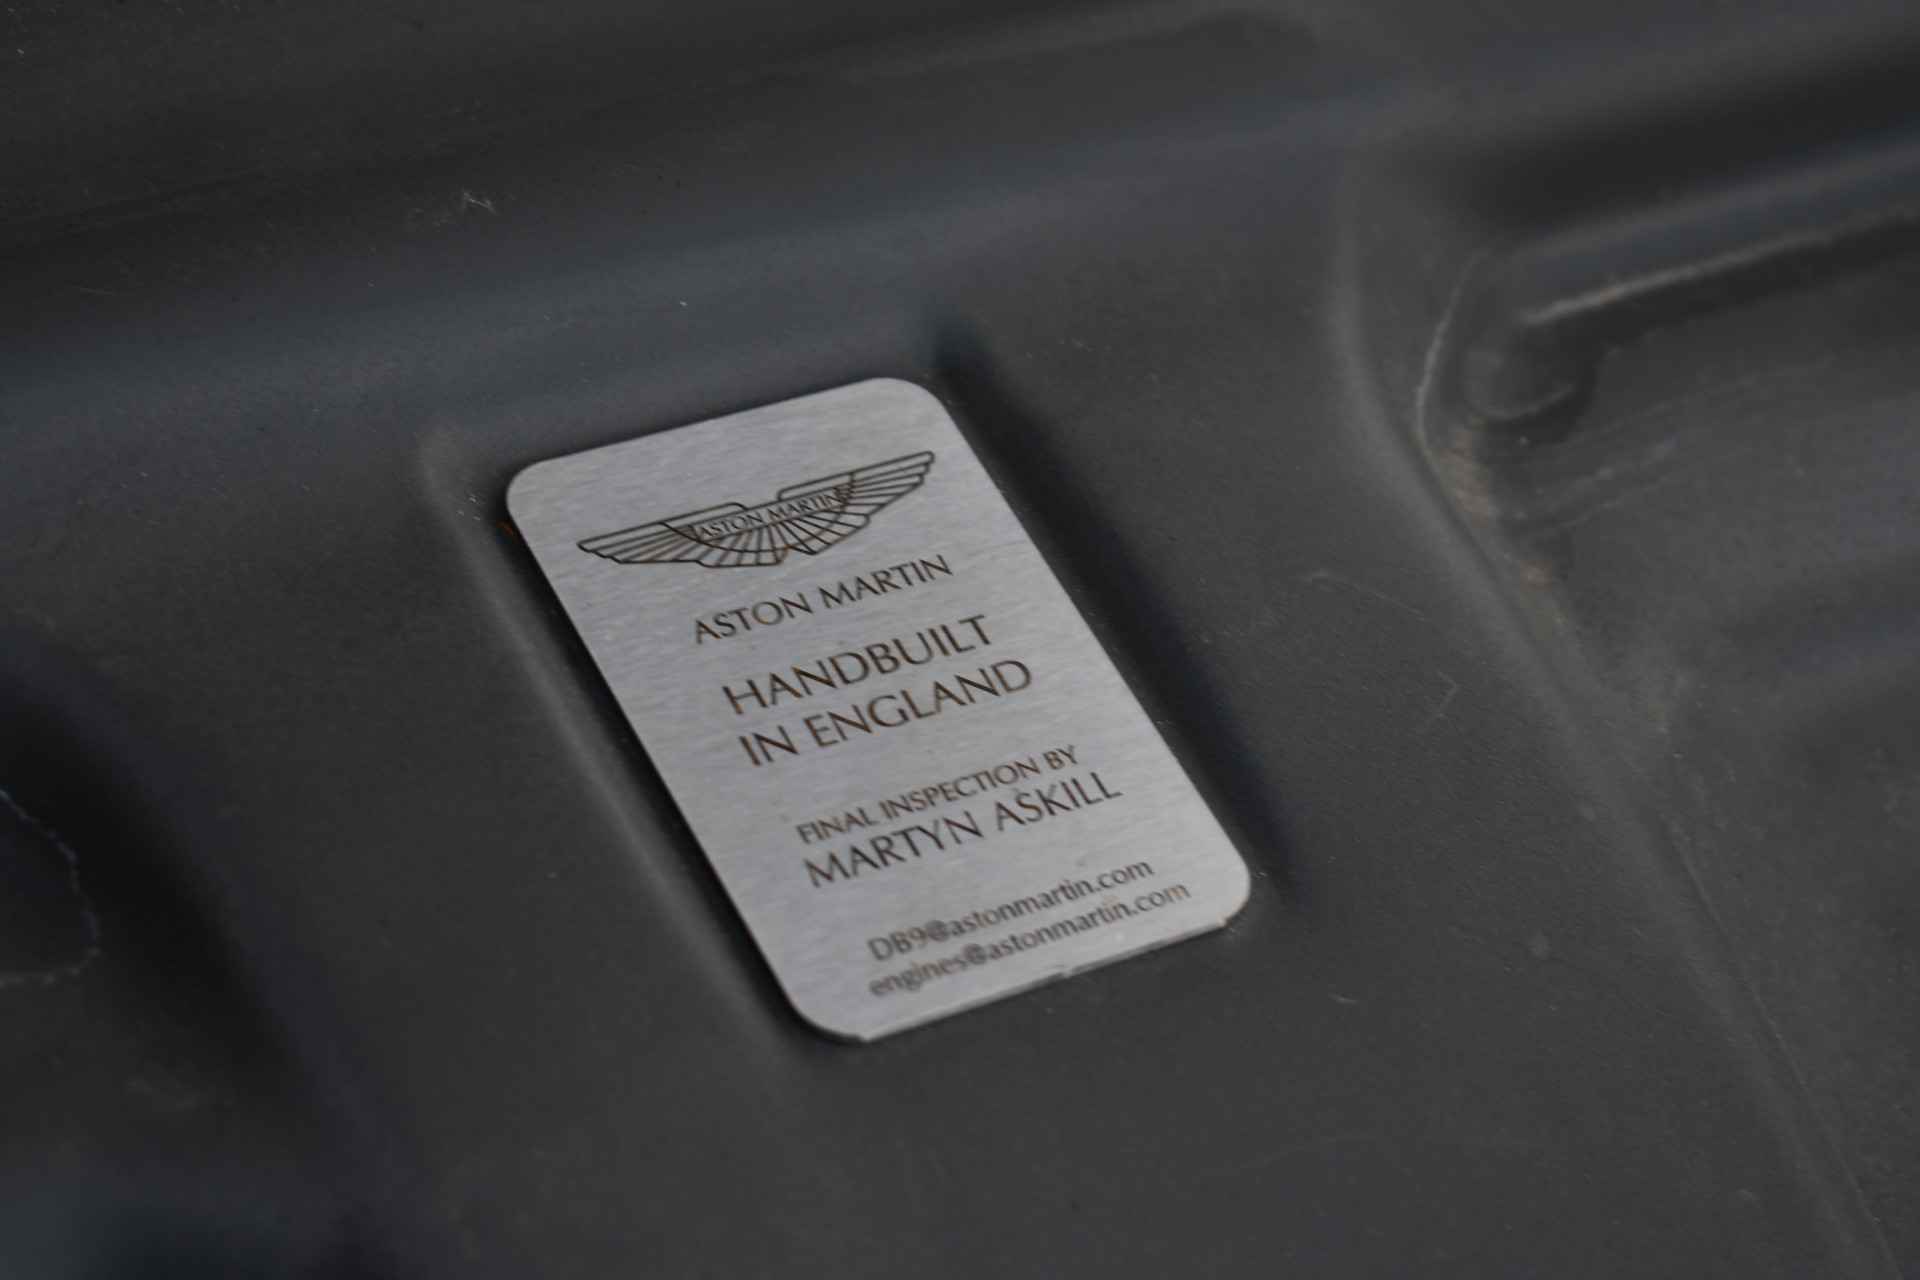 ASTON MARTIN
ASTON MARTIN
HANDBUILT
IN ENGLAND
FINAL INSPECTION BY
MARTYN ASKILL
DB9@astonmartin.com
engines@astonmartin.com